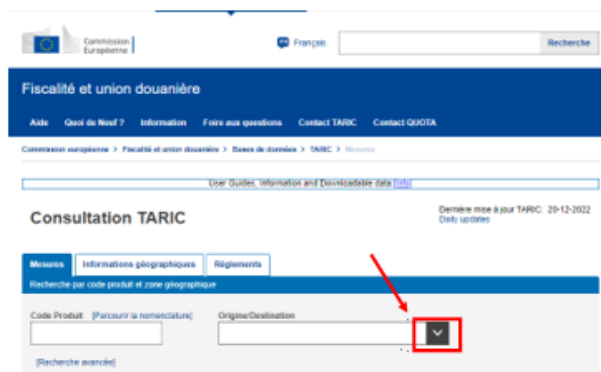 Commission
Européenne
Français
Recherche
Fiscalité et union douanière
Aide Quoi de Neuf ? Information Foire aux questions Contact TARIC Contact QUOTA
Commission européenne > Fiscalité et union douanière > Bases de données > TARIC > Mesures
User Guides, Information and Downloadable data [info]
Consultation TARIC
Dernière mise à jour TARIC: 20-12-2022
Daily updates
Mesures Informations géographiques Règlements
Recherche par code produit et zone géographique
Code Produit [Parcourir la nomenclature] Origine/Destination
[Recherche avancée]